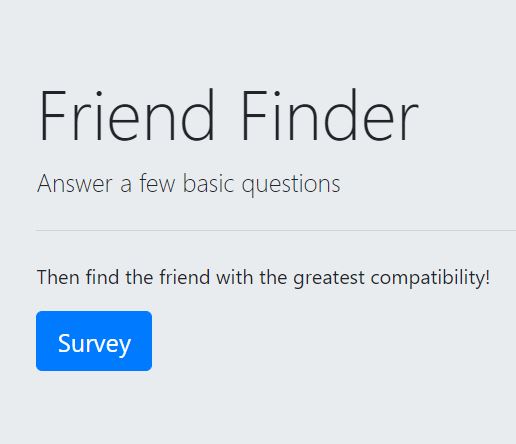 Friend Finder
Answer a few basic questions
Then find the friend with the greatest compatibility!
Survey